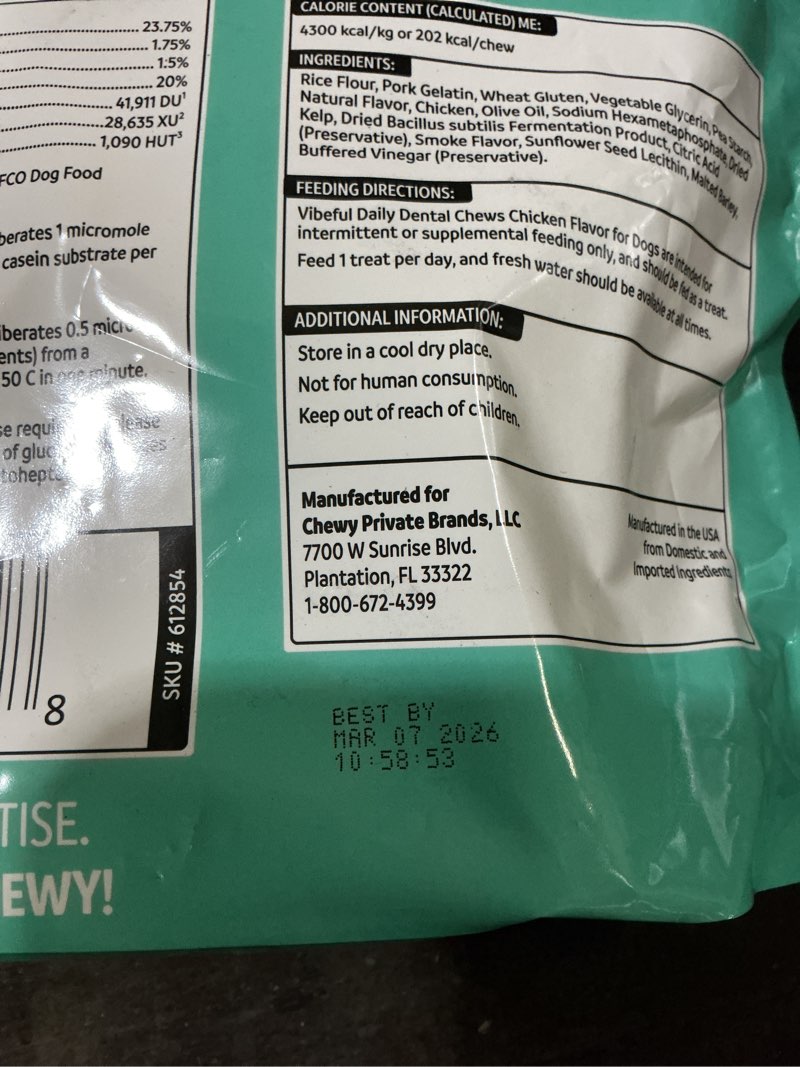 23.75%
1.75%
1.5%
20%
41,911 DU¹
28,635 XU²
1,090 HUT³
FCO Dog Food
berates 1 micromole
casein substrate per
iberates 0.5 micro
ents) from a
50 C in one minute.
se requi lease
of gluc
tohept
SKU # 612854
8
TISE.
EWY!
CALORIE CONTENT (CALCULATED) ME:
4300 kcal/kg or 202 kcal/chew
INGREDIENTS:
Rice Flour, Pork Gelatin, Wheat Gluten, Vegetable Glycerin, Pea Starch,
Natural Flavor, Chicken, Olive Oil, Sodium Hexametaphosphate, Dried
Kelp, Dried Bacillus subtilis Fermentation Product, Citric Acid
(Preservative), Smoke Flavor, Sunflower Seed Lecithin, Malted Barley,
Buffered Vinegar (Preservative).
FEEDING DIRECTIONS:
Vibeful Daily Dental Chews Chicken Flavor for Dogs are intended for
intermittent or supplemental feeding only, and should be fed as a treat.
Feed 1 treat per day, and fresh water should be available at all times.
ADDITIONAL INFORMATION:
Store in a cool dry place.
Not for human consumption.
Keep out of reach of children.
Manufactured for
Chewy Private Brands, LLC
7700 W Sunrise Blvd.
Plantation, FL 33322
1-800-672-4399
Manufactured in the USA
from Domestic and
Imported Ingredients
BEST BY
MAR 07 2026
10:58:53